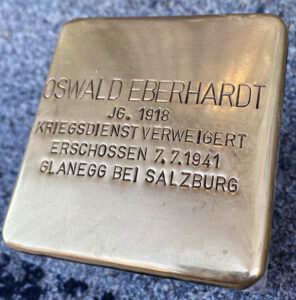 OSWALD EBERHARDT
JG. 1918
KRIEGSDIENSTVERWEIGERT
ERSCHOSSEN 7.7.1941
GLANEGG BEI SALZBURG